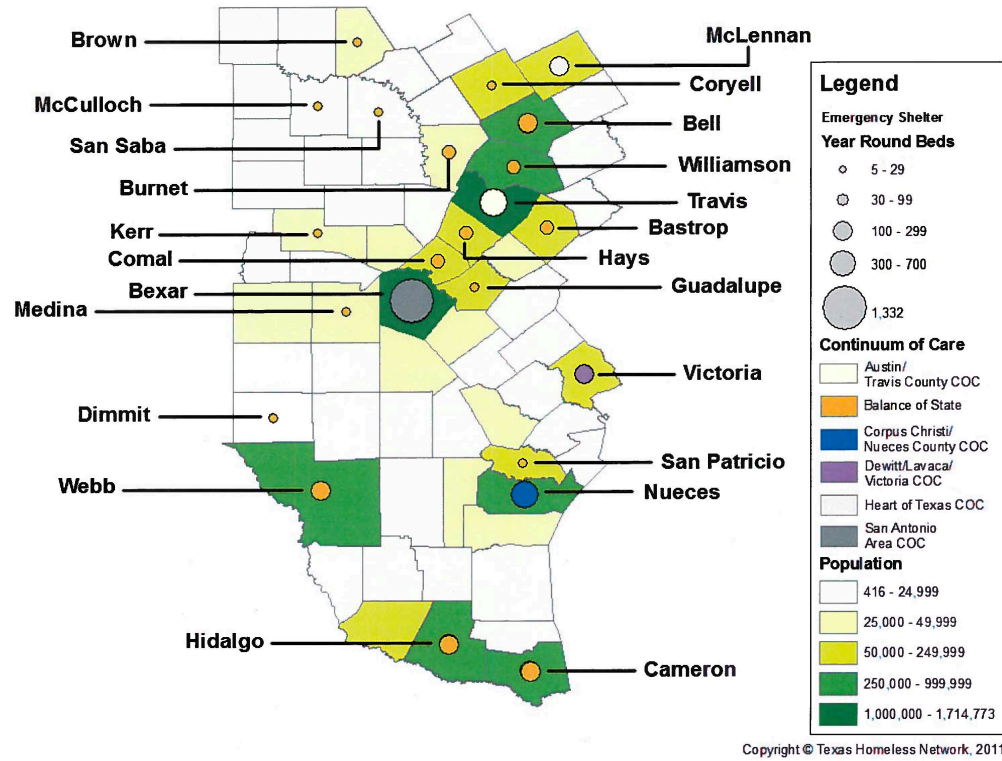 Brown
McLennan
Coryell
McCulloch
Bell
San Saba
Williamson
Burnet
Travis
Kerr
Bastrop
Comal
Hays
Bexar
Guadalupe
Medina
Victoria
Dimmit
San Patricio
Webb
Nueces
Hidalgo
Cameron
Legend
Emergency Shelter
Year Round Beds
5 - 29
30 - 99
100 - 299
300 - 700
1,332
Continuum of Care
Austin/
Travis County COC
Balance of State
Corpus Christi/
Nueces County COC
Dewitt/Lavaca/
Victoria COC
Heart of Texas COC
San Antonio
Area COC
Population
416 - 24,999
25,000 - 49,999
50,000 - 249,999
250,000 - 999,999
1,000,000 - 1,714,773
Copyright © Texas Homeless Network, 2011